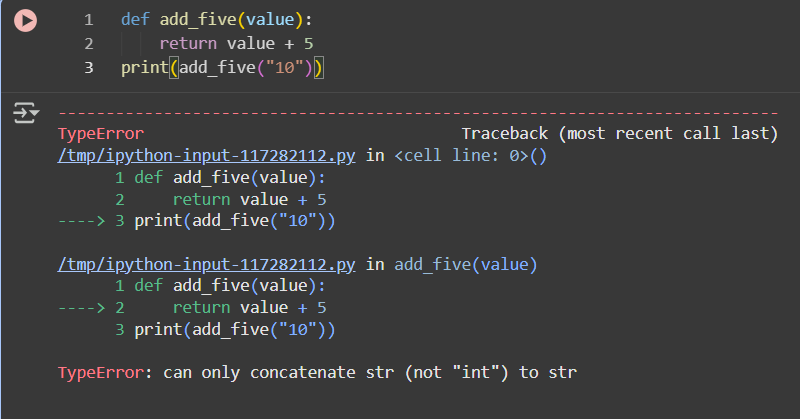 1 def add_five(value):
2     return value + 5
3 print(add_five("10"))
---------------------------------------------------------------------------
TypeError                                 Traceback (most recent call last)
/tmp/ipython-input-117282112.py in <cell line: 0>()
      1 def add_five(value):
      2     return value + 5
----> 3 print(add_five("10"))
/tmp/ipython-input-117282112.py in add_five(value)
      1 def add_five(value):
----> 2     return value + 5
      3 print(add_five("10"))
TypeError: can only concatenate str (not "int") to str